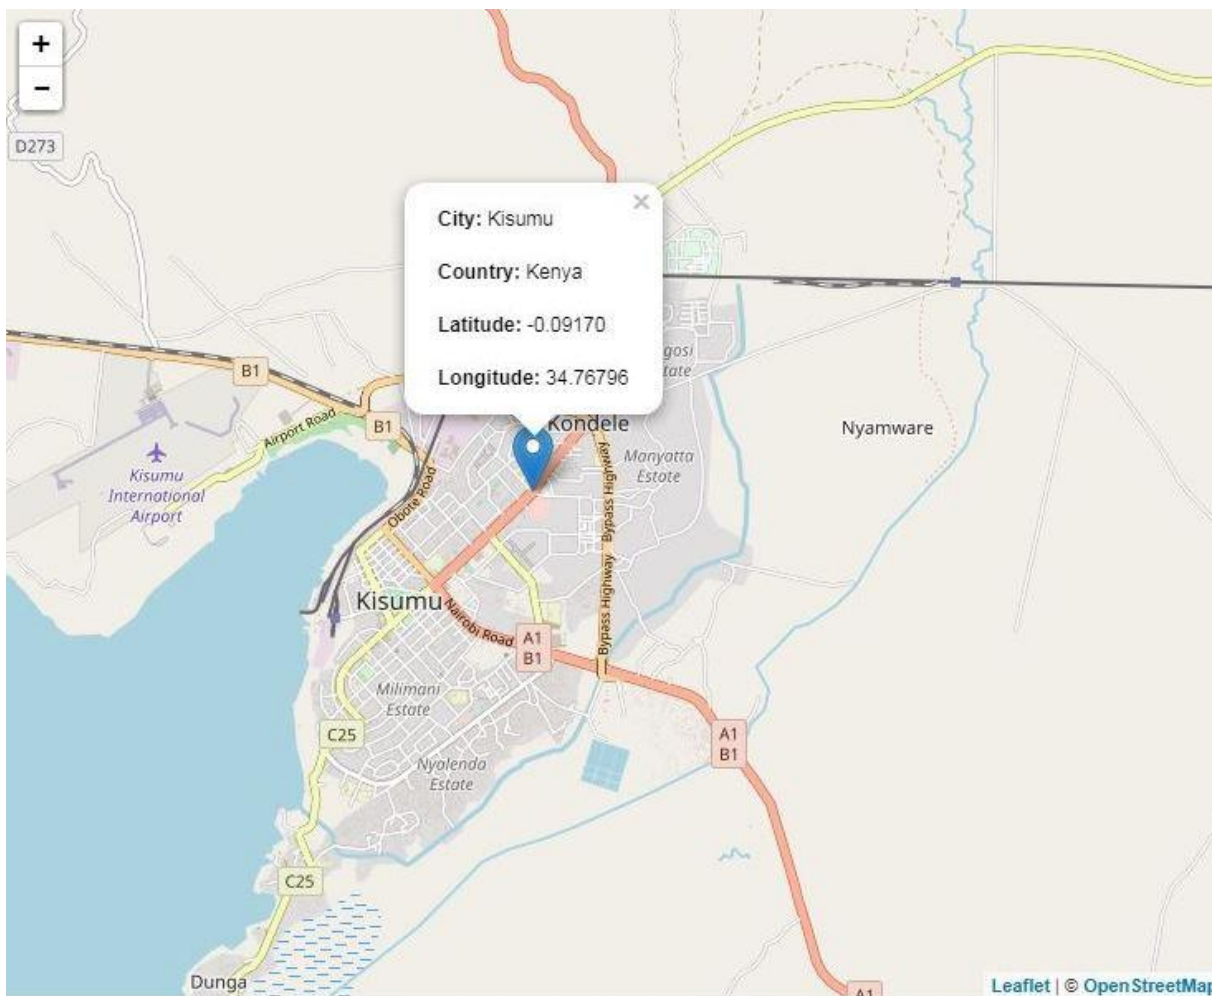 +
−
D273
City: Kisumu
×
Country: Kenya
Latitude: -0.09170
Longitude: 34.76796
B1
B1
Airport Road
Kondele
Nyamware
Manyatta
Estate
Kisumu
International
Airport
Obote Road
Bypass Highway
Bypass Highway
Kisumu
Nairobi Road
A1
B1
Milimani
Estate
C25
A1
B1
Nyalenda
Estate
C25
Dunga
A1
Leaflet | © OpenStreetMap